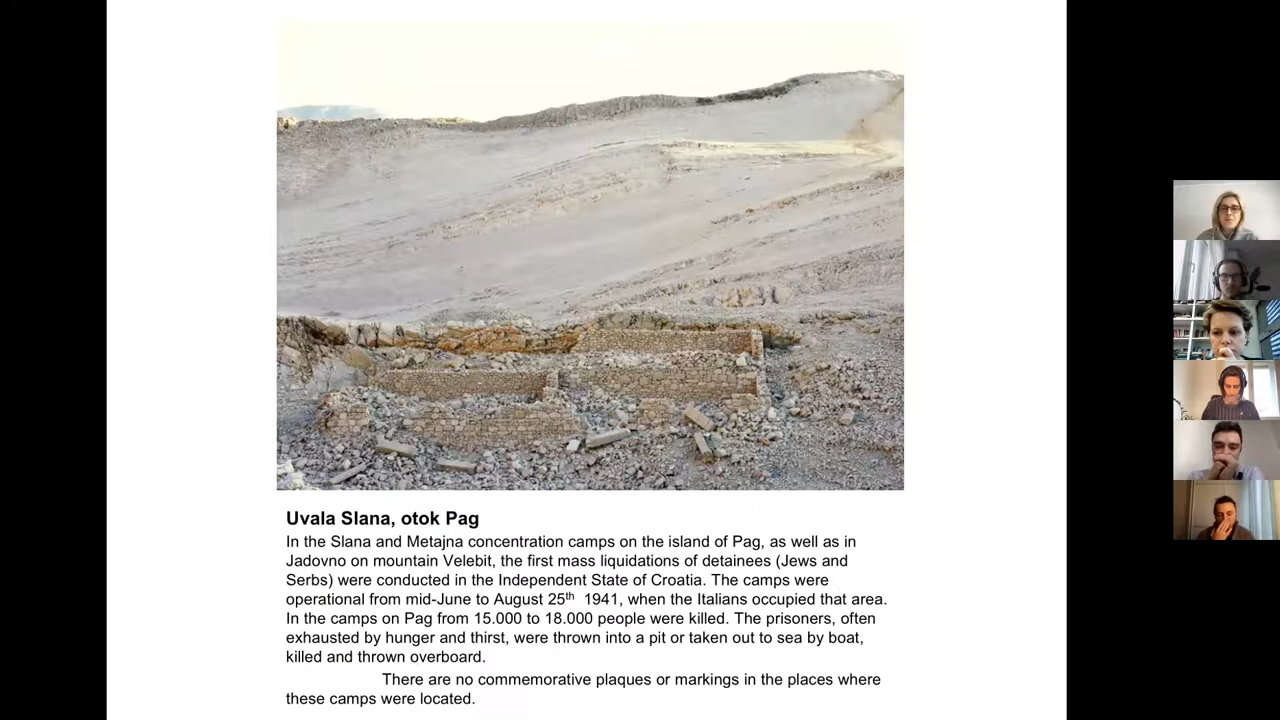 Uvala Slana, otok Pag
In the Slana and Metajna concentration camps on the island of Pag, as well as in
Jadovno on mountain Velebit, the first mass liquidations of detainees (Jews and
Serbs) were conducted in the Independent State of Croatia. The camps were
operational from mid-June to August 25th 1941, when the Italians occupied that area.
In the camps on Pag from 15.000 to 18.000 people were killed. The prisoners, often
exhausted by hunger and thirst, were thrown into a pit or taken out to sea by boat,
killed and thrown overboard.
There are no commemorative plaques or markings in the places where
these camps were located.